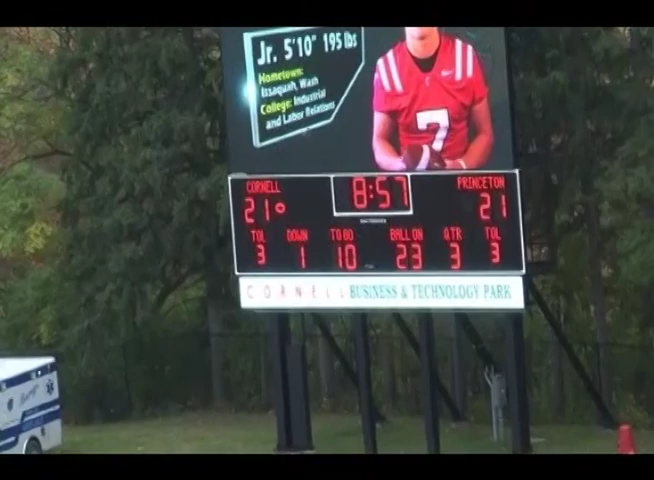 Jr. 5'10" 195 lbs
Hometown:
Issaquah, Wash
College: Industrial
and Labor Relations
7
CORNELL 8:57 PRINCETON
21 21
TOL DOWN TO GO BALL ON QTR TOL
3 1 10 23 3 3
CORNELL BUSINESS & TECHNOLOGY PARK